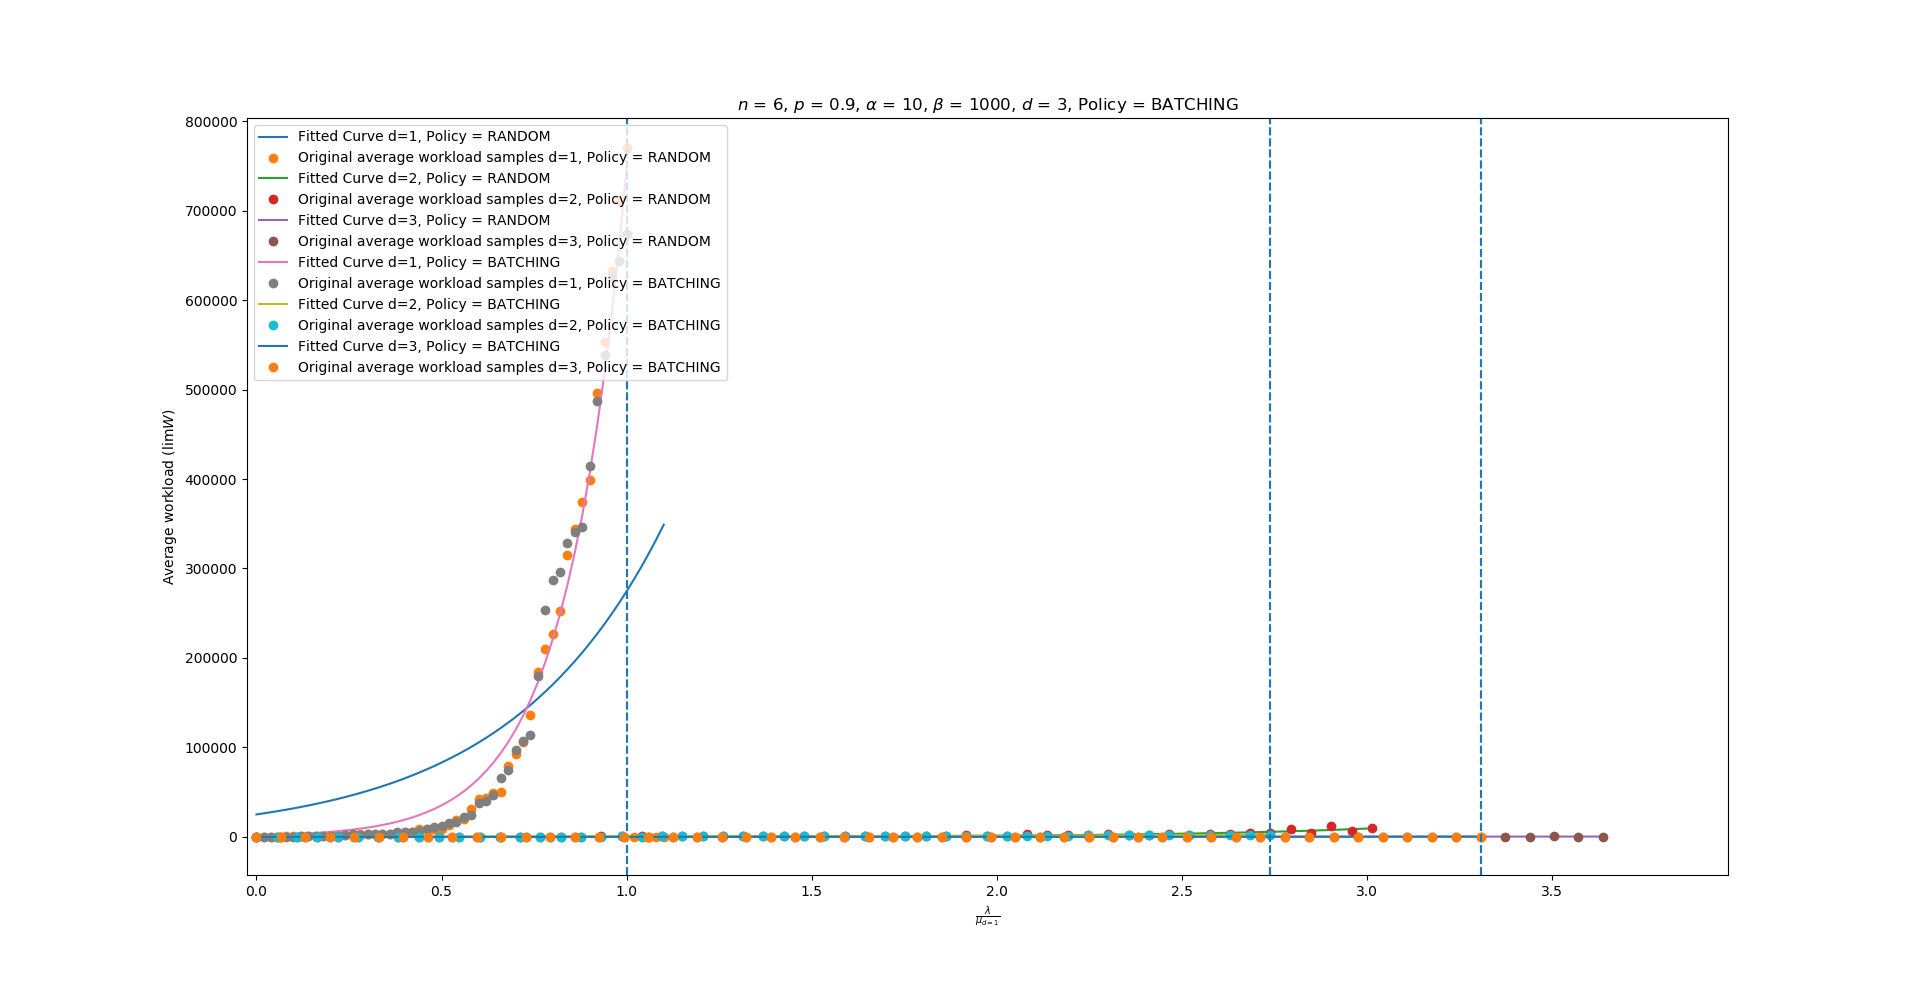 n = 6, p = 0.9, α = 10, β = 1000, d = 3, Policy = BATCHING
800000
700000
600000
500000
400000
300000
200000
100000
0
Average workload (limW)
Fitted Curve d=1, Policy = RANDOM
Original average workload samples d=1, Policy = RANDOM
Fitted Curve d=2, Policy = RANDOM
Original average workload samples d=2, Policy = RANDOM
Fitted Curve d=3, Policy = RANDOM
Original average workload samples d=3, Policy = RANDOM
Fitted Curve d=1, Policy = BATCHING
Original average workload samples d=1, Policy = BATCHING
Fitted Curve d=2, Policy = BATCHING
Original average workload samples d=2, Policy = BATCHING
Fitted Curve d=3, Policy = BATCHING
Original average workload samples d=3, Policy = BATCHING
0.0 0.5 1.0 1.5 2.0 2.5 3.0 3.5
λ
μd=1